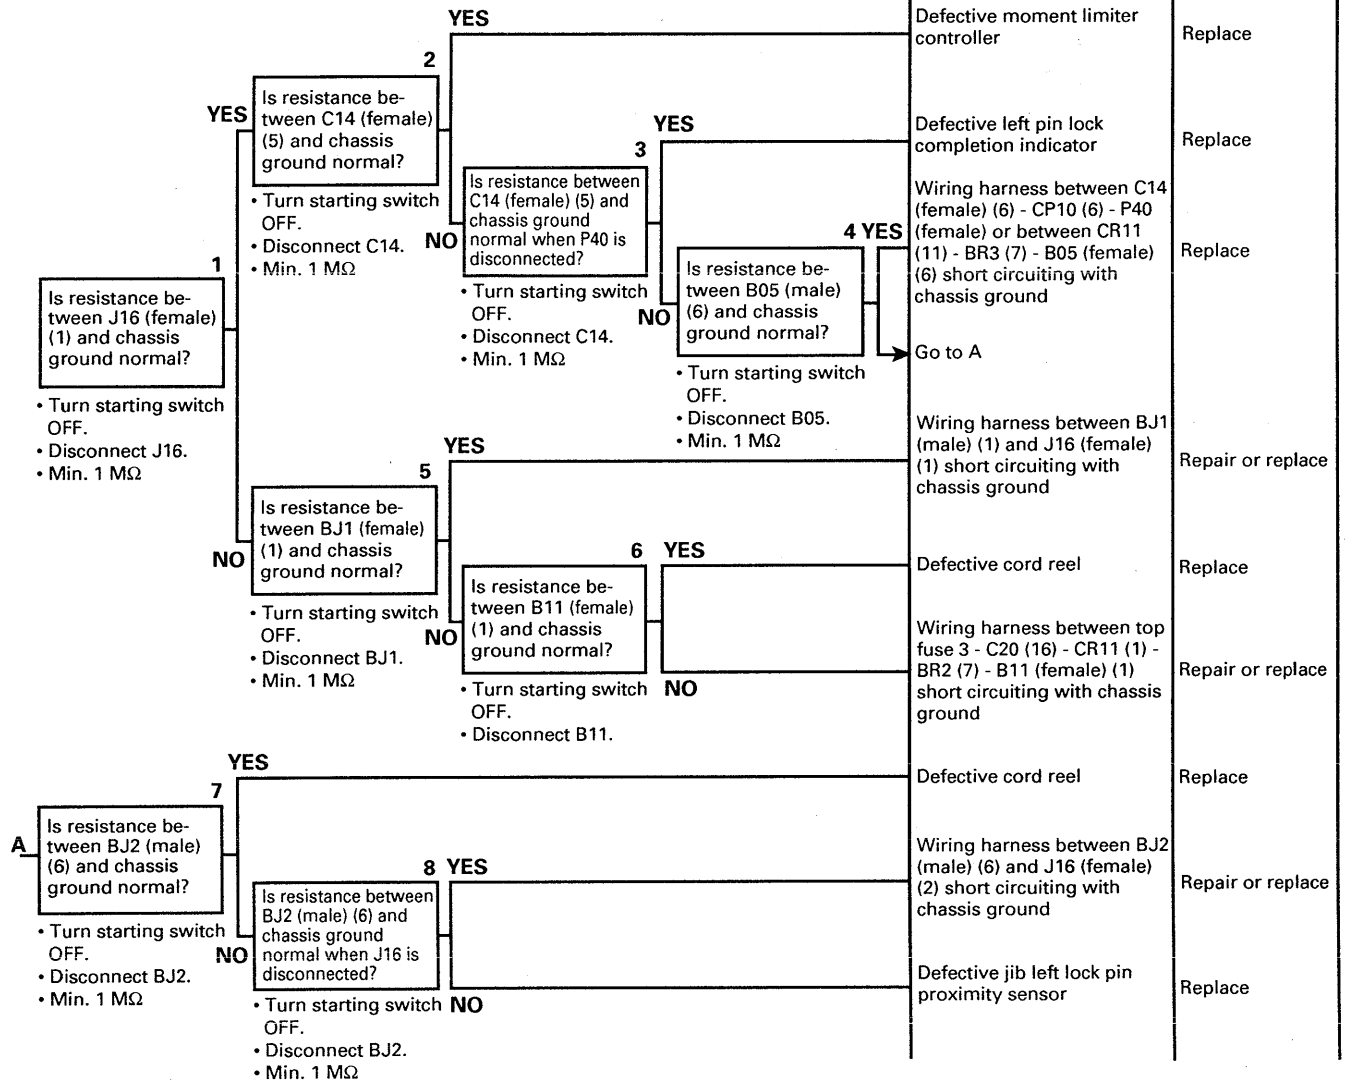 YES
Defective moment limiter
controller
Replace
2
YES
Is resistance be-
tween C14 (female)
(5) and chassis
ground normal?
• Turn starting switch
OFF.
• Disconnect C14.
• Min. 1 MΩ
YES
Defective left pin lock
completion indicator
Replace
3
NO
Is resistance between
C14 (female) (5) and
chassis ground
normal when P40 is
disconnected?
• Turn starting switch
OFF.
• Disconnect C14.
• Min. 1 MΩ
4 YES
Wiring harness between C14
(female) (6) - CP10 (6) - P40
(female) or between CR11
(11) - BR3 (7) - B05 (female)
(6) short circuiting with
chassis ground
Replace
NO
Is resistance be-
tween B05 (male)
(6) and chassis
ground normal?
• Turn starting switch
OFF.
• Disconnect B05.
• Min. 1 MΩ
Go to A
1
Is resistance be-
tween J16 (female)
(1) and chassis
ground normal?
• Turn starting switch
OFF.
• Disconnect J16.
• Min. 1 MΩ
YES
Wiring harness between BJ1
(male) (1) and J16 (female)
(1) short circuiting with
chassis ground
Repair or replace
5
NO
Is resistance be-
tween BJ1 (female)
(1) and chassis
ground normal?
• Turn starting switch
OFF.
• Disconnect BJ1.
• Min. 1 MΩ
6 YES
Defective cord reel
Replace
NO
Is resistance be-
tween B11 (female)
(1) and chassis
ground normal?
• Turn starting switch
OFF.
• Disconnect B11.
NO
Wiring harness between top
fuse 3 - C20 (16) - CR11 (1) -
BR2 (7) - B11 (female) (1)
short circuiting with chassis
ground
Repair or replace
YES
Defective cord reel
Replace
7
A
Is resistance be-
tween BJ2 (male)
(6) and chassis
ground normal?
• Turn starting switch
OFF.
• Disconnect BJ2.
• Min. 1 MΩ
8 YES
Wiring harness between BJ2
(male) (6) and J16 (female)
(2) short circuiting with
chassis ground
Repair or replace
NO
Is resistance between
BJ2 (male) (6) and
chassis ground
normal when J16 is
disconnected?
• Turn starting switch
OFF.
• Disconnect BJ2.
• Min. 1 MΩ
NO
Defective jib left lock pin
proximity sensor
Replace